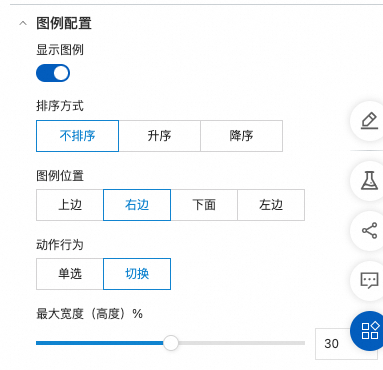 图例配置
显示图例
排序方式
不排序 升序 降序
图例位置
上边 右边 下面 左边
动作行为
单选 切换
最大宽度（高度）%
30